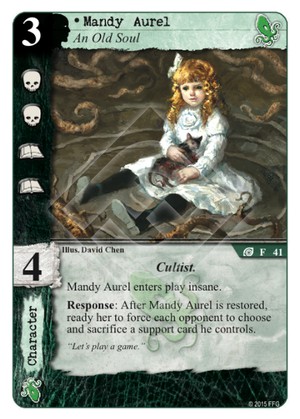 3
• Mandy Aurel
An Old Soul
Illus. David Chen
F 41
4
Cultist.
Mandy Aurel enters play insane.
Response: After Mandy Aurel is restored,
ready her to force each opponent to choose
and sacrifice a support card he controls.
“Let’s play a game.”
Character
© 2015 FFG